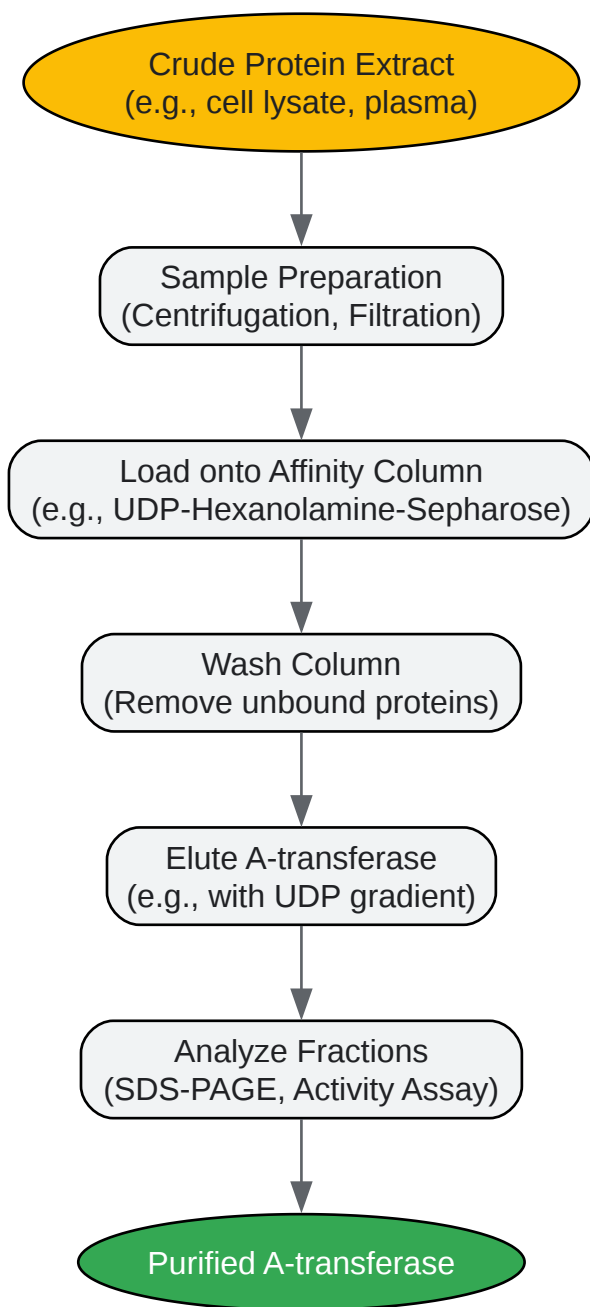 Crude Protein Extract
(e.g., cell lysate, plasma)
Sample Preparation
(Centrifugation, Filtration)
Load onto Affinity Column
(e.g., UDP-Hexanolamine-Sepharose)
Wash Column
(Remove unbound proteins)
Elute A-transferase
(e.g., with UDP gradient)
Analyze Fractions
(SDS-PAGE, Activity Assay)
Purified A-transferase